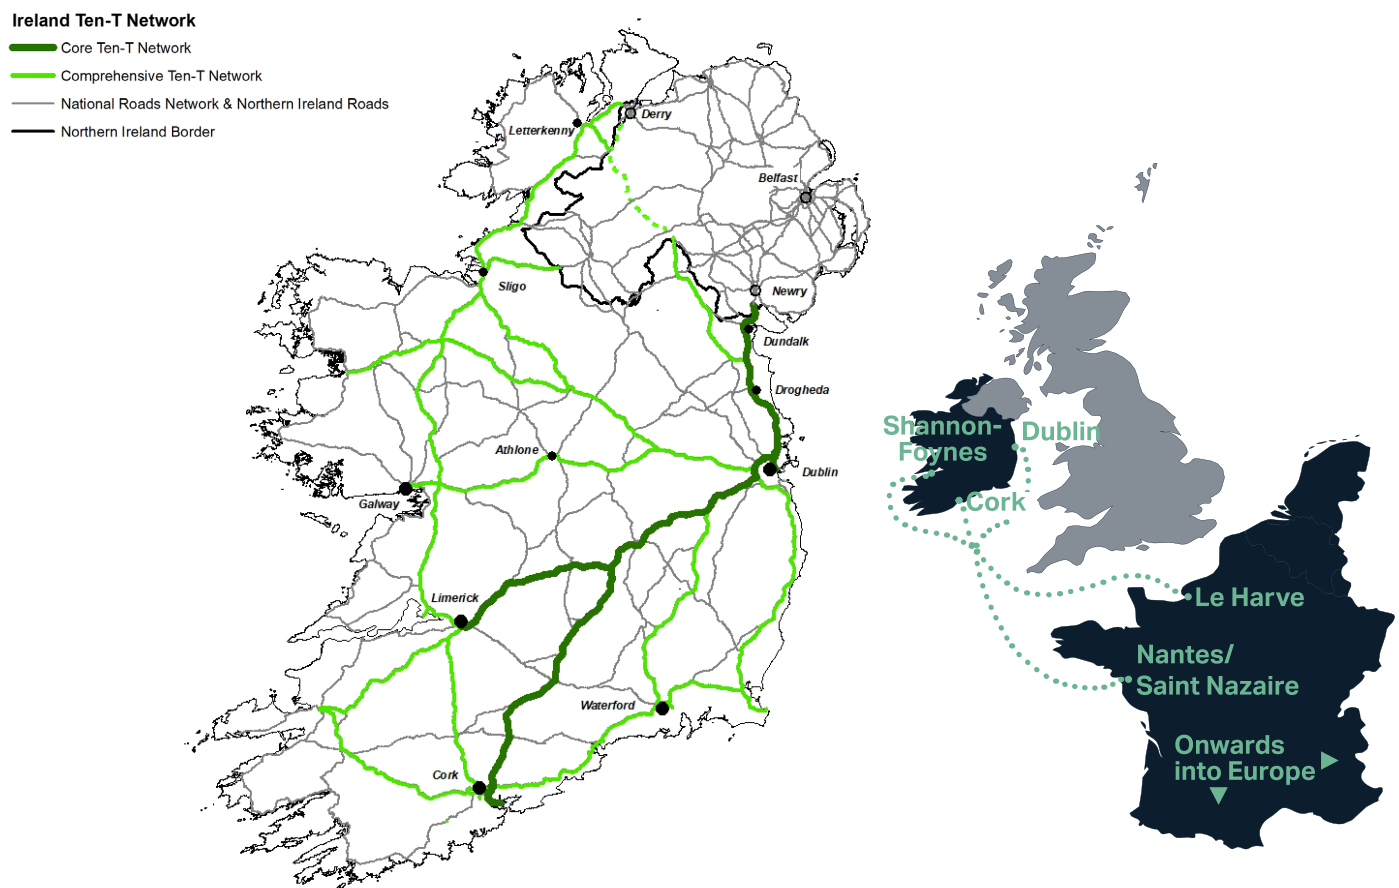 Ireland Ten-T Network
Core Ten-T Network
Comprehensive Ten-T Network
National Roads Network & Northern Ireland Roads
Northern Ireland Border
Derry
Letterkenny
Belfast
Sligo
Newry
Dundalk
Drogheda
Athlone
Dublin
Galway
Limerick
Waterford
Cork
Shannon-
Foynes
Dublin
Cork
Le Harve
Nantes/
Saint Nazaire
Onwards
into Europe